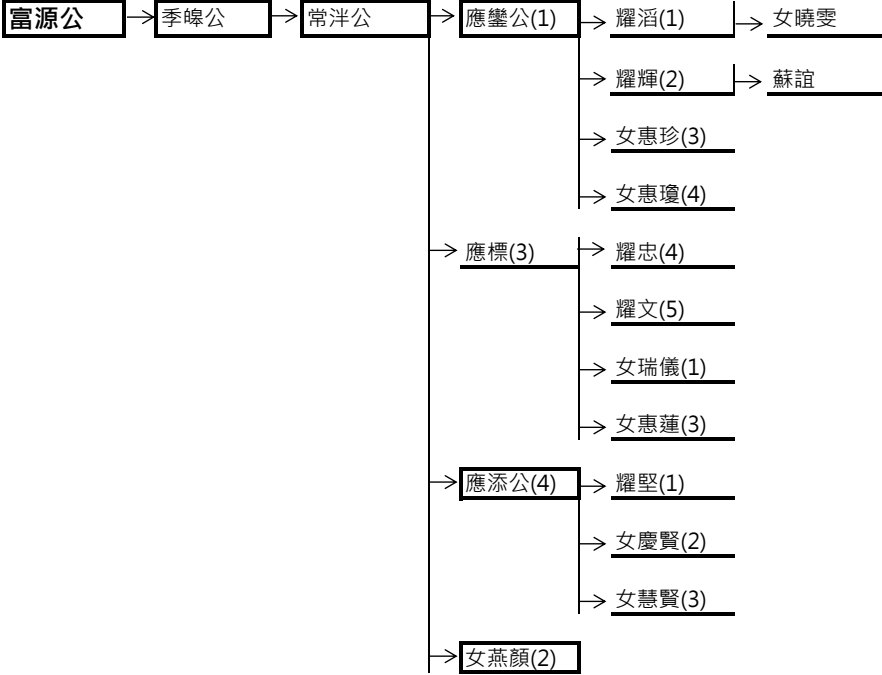 富源公
季皞公
常泮公
應鑾公(1)
耀滔(1)
女曉雯
耀輝(2)
蘇誼
女惠珍(3)
女惠瓊(4)
應標(3)
耀忠(4)
耀文(5)
女瑞儀(1)
女惠蓮(3)
應添公(4)
耀堅(1)
女慶賢(2)
女慧賢(3)
女燕顏(2)